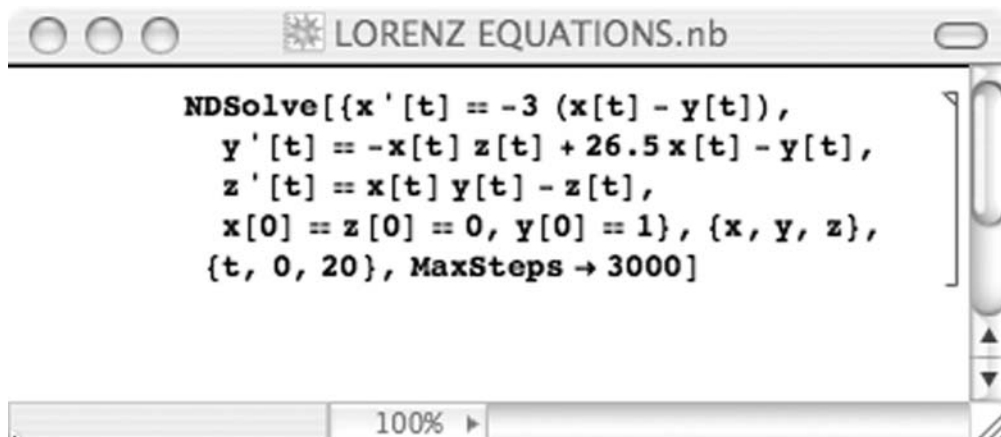 LORENZ EQUATIONS.nb
NDSolve[{x'[t] == -3 (x[t] - y[t]),
y'[t] == -x[t] z[t] + 26.5 x[t] - y[t],
z'[t] == x[t] y[t] - z[t],
x[0] == z[0] == 0, y[0] == 1}, {x, y, z},
{t, 0, 20}, MaxSteps → 3000]
100%